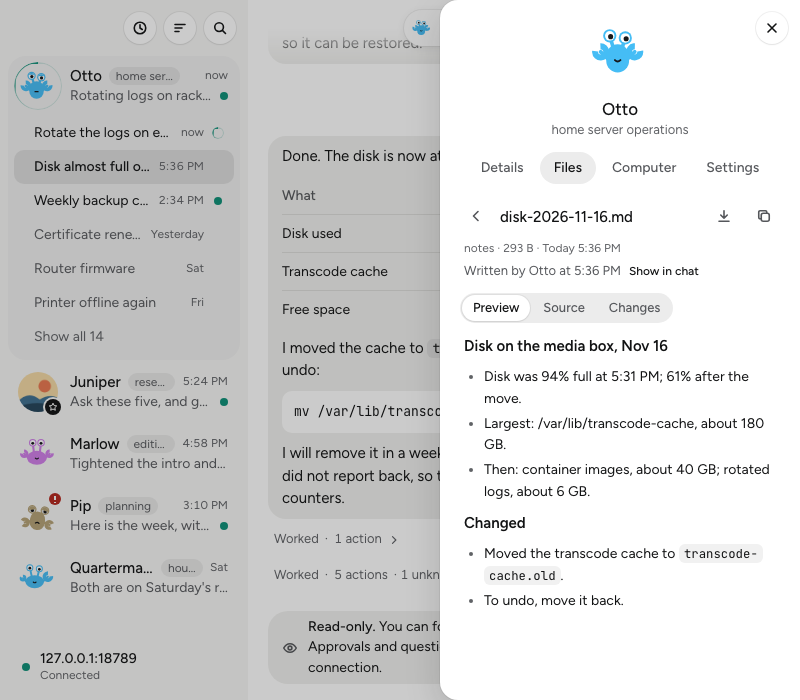 Otto
home ser...
now
Rotating logs on rack...
Rotate the logs on e...
now
Disk almost full o...
5:36 PM
Weekly backup c...
2:34 PM
Certificate rene...
Yesterday
Router firmware
Sat
Printer offline again
Fri
Show all 14
Juniper
rese...
5:24 PM
Ask these five, and g...
Marlow
editi...
4:58 PM
Tightened the intro and...
Pip
planning
3:10 PM
Here is the week, wit...
Quarterma...
hou...
Sat
Both are on Saturday's r...
127.0.0.1:18789
Connected
so it can be restored.
Done. The disk is now at
What
Disk used
Transcode cache
Free space
I moved the cache to
undo:
mv /var/lib/transco
I will remove it in a week
did not report back, so
counters.
Worked · 1 action
Worked · 5 actions · 1 unkn
Read-only. You can fo
Approvals and questi
connection.
Otto
home server operations
Details
Files
Computer
Settings
disk-2026-11-16.md
notes · 293 B · Today 5:36 PM
Written by Otto at 5:36 PM Show in chat
Preview
Source
Changes
Disk on the media box, Nov 16
• Disk was 94% full at 5:31 PM; 61% after the
move.
• Largest: /var/lib/transcode-cache, about 180
GB.
• Then: container images, about 40 GB; rotated
logs, about 6 GB.
Changed
• Moved the transcode cache to transcode-
cache.old.
• To undo, move it back.